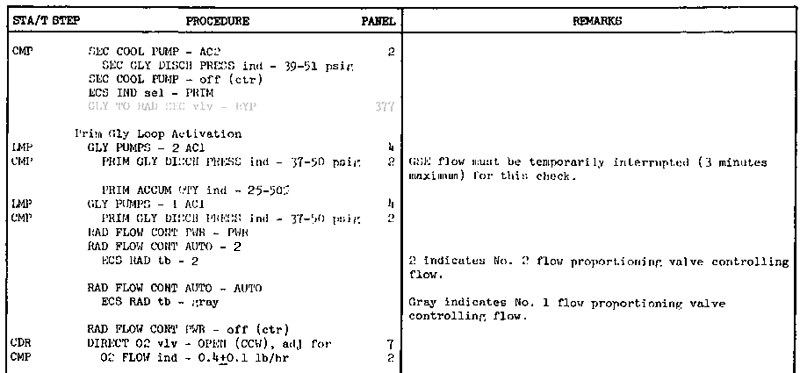 STA/T STEP PROCEDURE PANEL REMARKS
CMP SEC COOL PUMP - AC2 2
SEC GLY DISCH PRESS ind - 39-51 psig
SEC COOL PUMP - off (ctr)
ECS IND sel - PRIM
GLY TO RAD SEC vlv - BYP 377
Prim Gly Loop Activation
LMP GLY PUMPS - 2 AC1 4
CMP PRIM GLY DISCH PRESS ind - 37-50 psig 2 GSE flow must be temporarily interrupted (3 minutes
maximum) for this check.
PRIM ACCUM QTY ind - 25-50%
LMP GLY PUMPS - 1 AC1 4
CMP PRIM GLY DISCH PRESS ind - 37-50 psig 2
RAD FLOW CONT PWR - PWR
RAD FLOW CONT AUTO - 2
ECS RAD tb - 2 2 indicates No. 2 flow proportioning valve controlling
flow.
RAD FLOW CONT AUTO - AUTO
ECS RAD tb - gray Gray indicates No. 1 flow proportioning valve
controlling flow.
RAD FLOW CONT PWR - off (ctr)
CDR DIRECT O2 vlv - OPEN (CCW), adj for 7
CMP O2 FLOW ind - 0.4±0.1 lb/hr 2